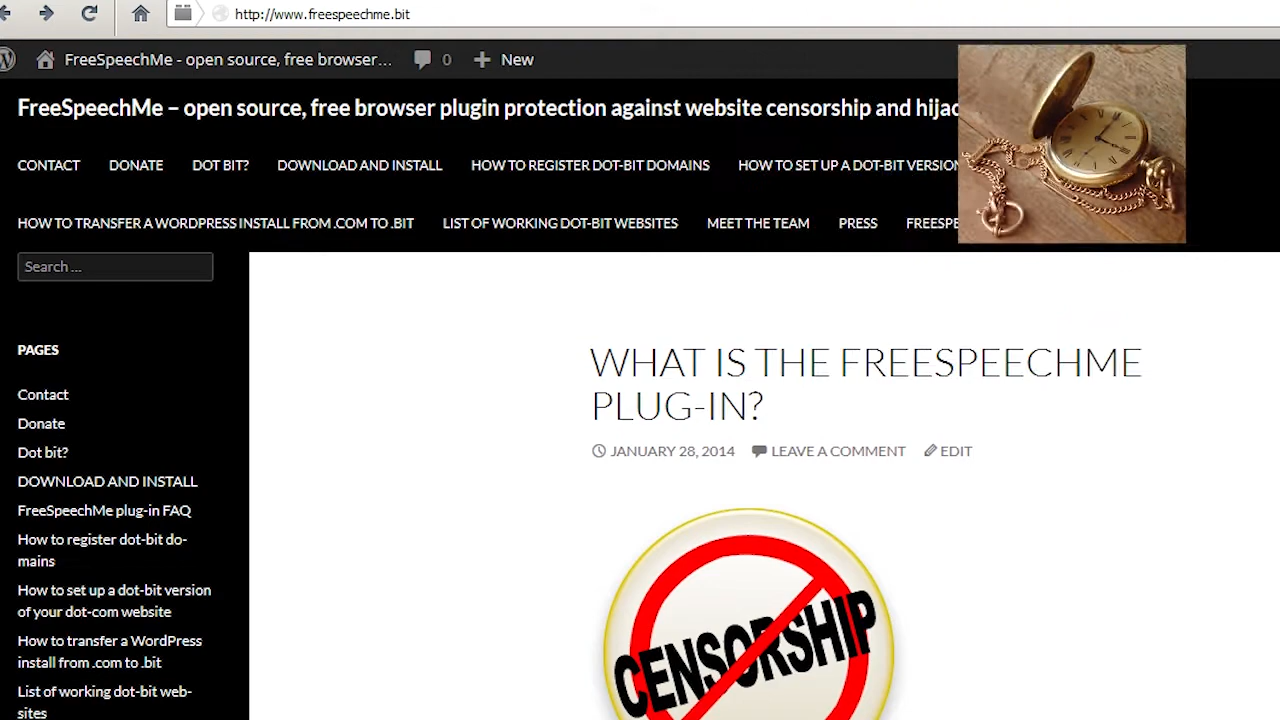 http://www.freespeechme.bit
FreeSpeechMe - open source, free browser...
0
New
FreeSpeechMe – open source, free browser plugin protection against website censorship and hijac
CONTACT DONATE DOT BIT? DOWNLOAD AND INSTALL HOW TO REGISTER DOT-BIT DOMAINS HOW TO SET UP A DOT-BIT VERSION
HOW TO TRANSFER A WORDPRESS INSTALL FROM .COM TO .BIT LIST OF WORKING DOT-BIT WEBSITES MEET THE TEAM PRESS FREESPE
Search ...
PAGES
Contact
Donate
Dot bit?
DOWNLOAD AND INSTALL
FreeSpeechMe plug-in FAQ
How to register dot-bit do-
mains
How to set up a dot-bit version
of your dot-com website
How to transfer a WordPress
install from .com to .bit
List of working dot-bit web-
sites
WHAT IS THE FREESPEECHME
PLUG-IN?
JANUARY 28, 2014 LEAVE A COMMENT EDIT
CENSORSHIP